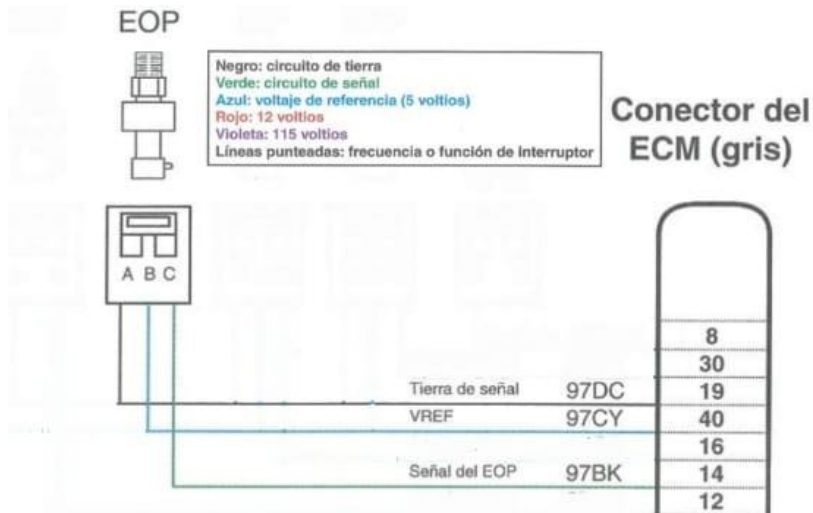 EOP
Negro: circuito de tierra
Verde: circuito de señal
Azul: voltaje de referencia (5 voltios)
Rojo: 12 voltios
Violeta: 115 voltios
Líneas punteadas: frecuencia o función de interruptor
Conector del
ECM (gris)
A B C
8
30
Tierra de señal 97DC 19
VREF 97CY 40
16
Señal del EOP 97BK 14
12